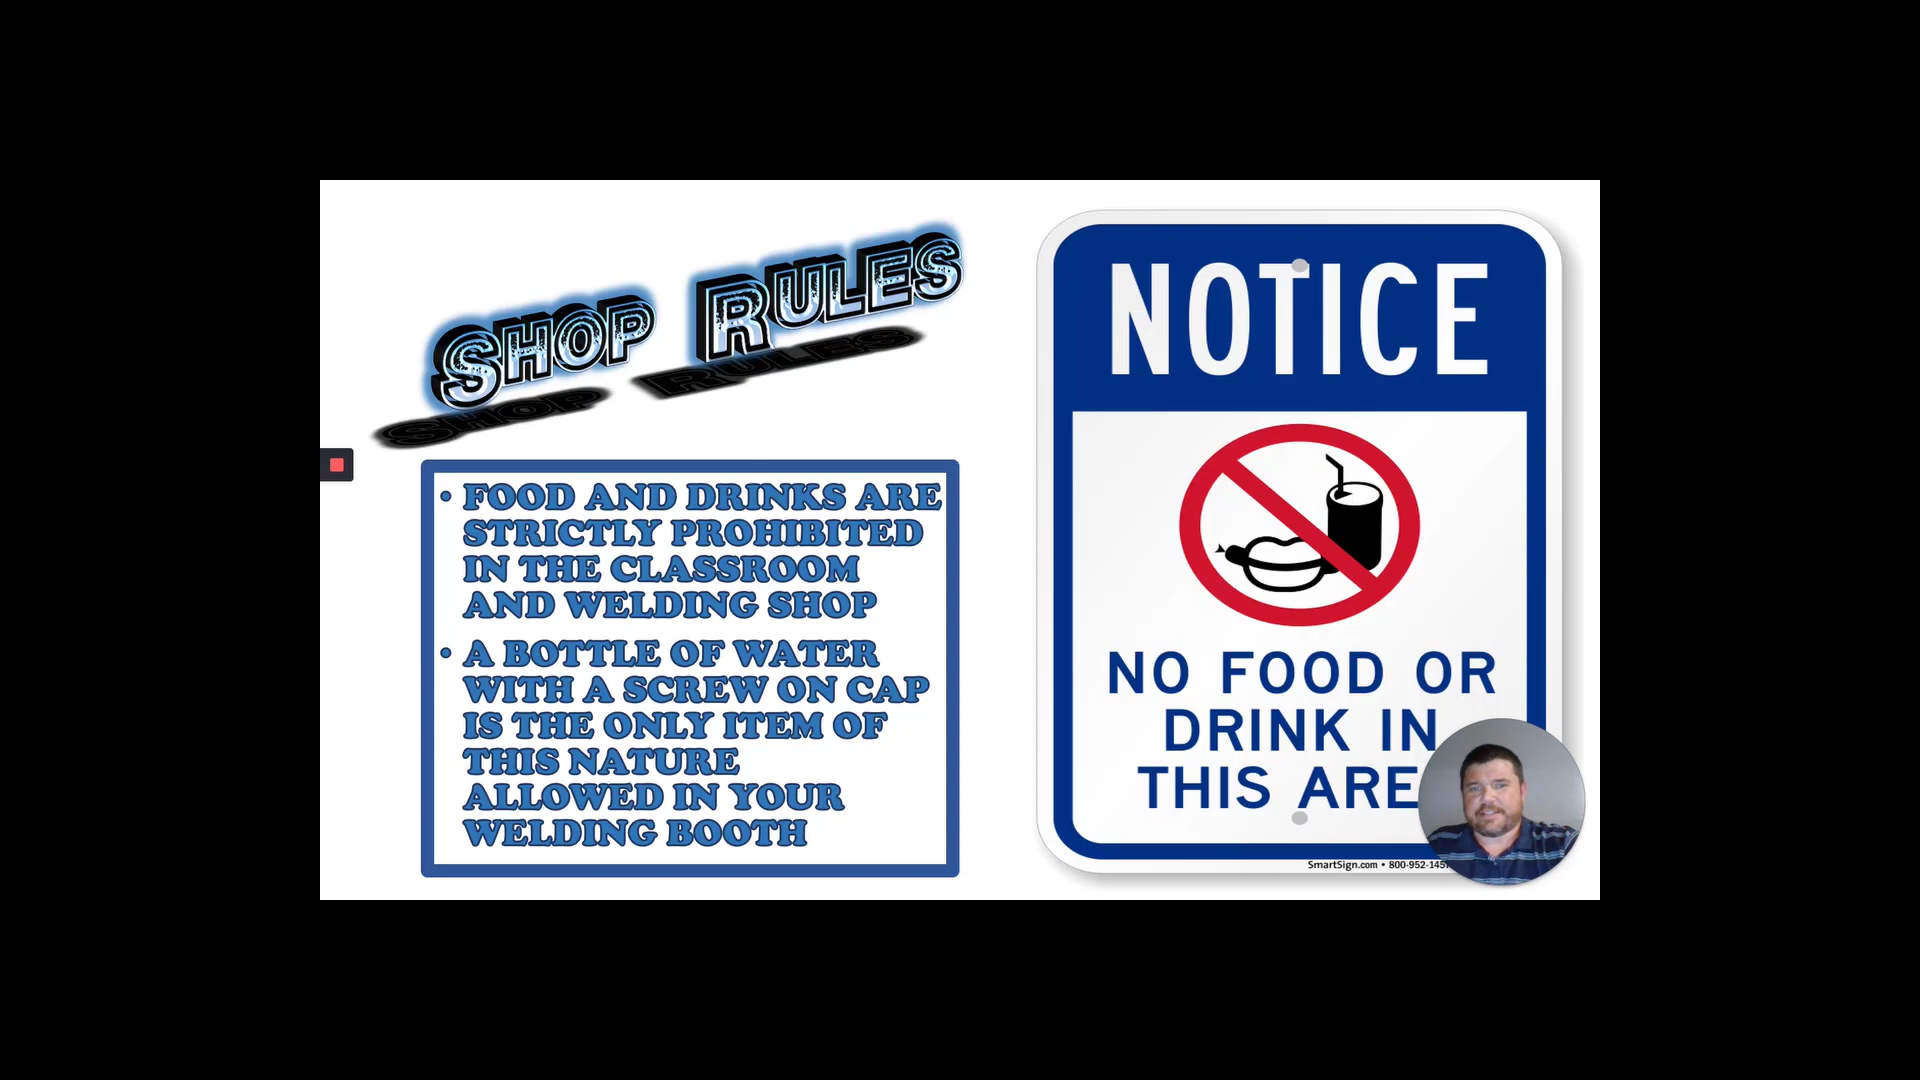 SHOP RULES
• FOOD AND DRINKS ARE
STRICTLY PROHIBITED
IN THE CLASSROOM
AND WELDING SHOP
• A BOTTLE OF WATER
WITH A SCREW ON CAP
IS THE ONLY ITEM OF
THIS NATURE
ALLOWED IN YOUR
WELDING BOOTH
NOTICE
NO FOOD OR
DRINK IN
THIS ARE
SmartSign.com • 800-952-145